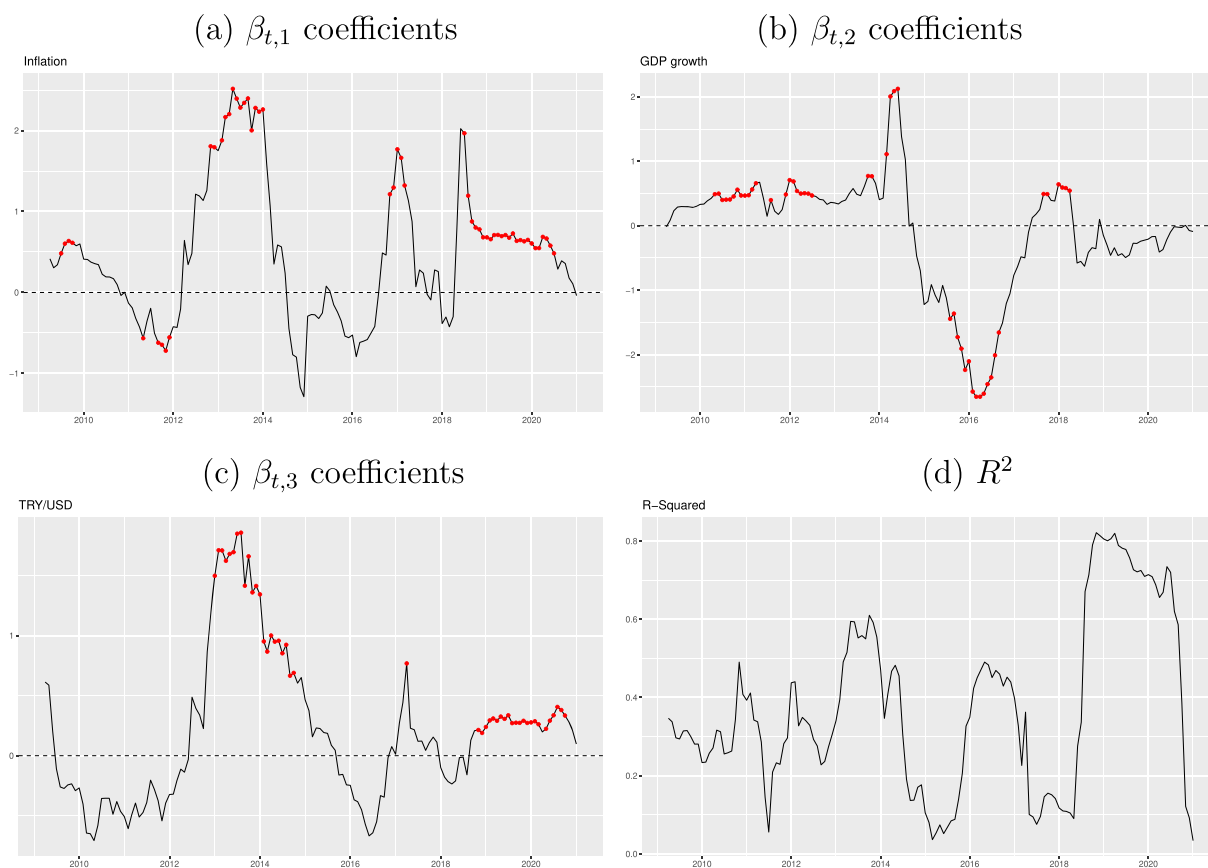 (a) β_{t,1} coefficients
Inflation
2
1
0
−1
2010 2012 2014 2016 2018 2020
(b) β_{t,2} coefficients
GDP growth
2
1
0
−1
−2
2010 2012 2014 2016 2018 2020
(c) β_{t,3} coefficients
TRY/USD
1
0
2010 2012 2014 2016 2018 2020
(d) R²
R−Squared
0.8
0.6
0.4
0.2
0.0
2010 2012 2014 2016 2018 2020